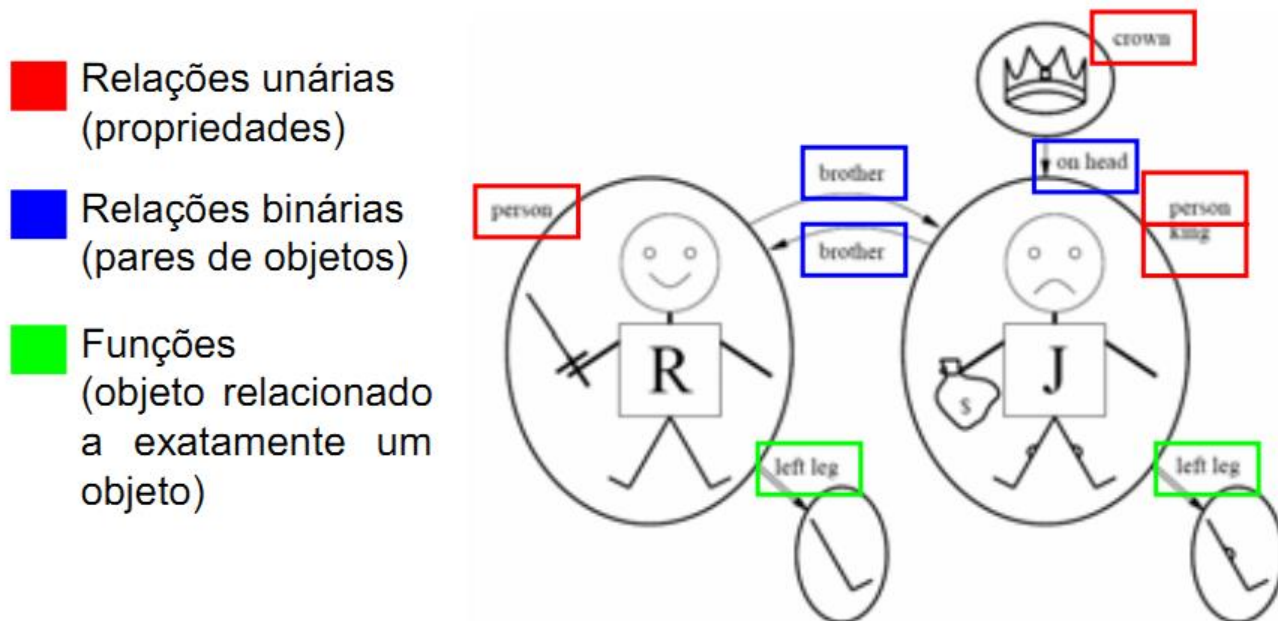 Relações unárias
(propriedades)
Relações binárias
(pares de objetos)
Funções
(objeto relacionado
a exatamente um
objeto)
crown
on head
brother
person
person
king
brother
R
J
$
left leg
left leg